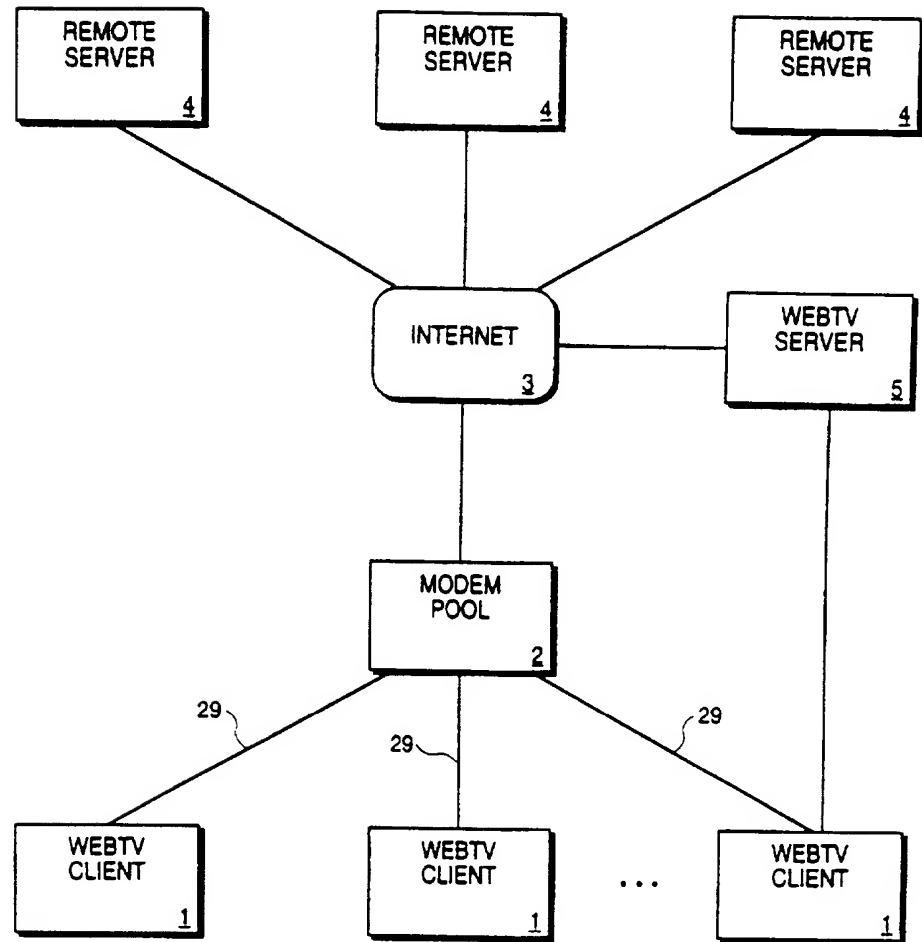 REMOTE
SERVER
4
REMOTE
SERVER
4
REMOTE
SERVER
4
INTERNET
3
WEBTV
SERVER
5
MODEM
POOL
2
29
29
29
WEBTV
CLIENT
1
WEBTV
CLIENT
1
...
WEBTV
CLIENT
1